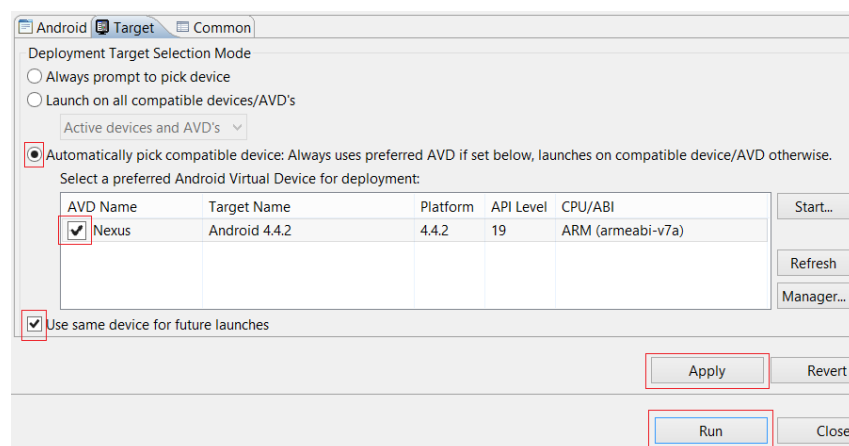 Android Target Common
Deployment Target Selection Mode
Always prompt to pick device
Launch on all compatible devices/AVD's
Active devices and AVD's
Automatically pick compatible device: Always uses preferred AVD if set below, launches on compatible device/AVD otherwise.
Select a preferred Android Virtual Device for deployment:
AVD Name Target Name Platform API Level CPU/ABI Start...
Nexus Android 4.4.2 4.4.2 19 ARM (armeabi-v7a)
Refresh
Manager...
Use same device for future launches
Apply Revert
Run Close